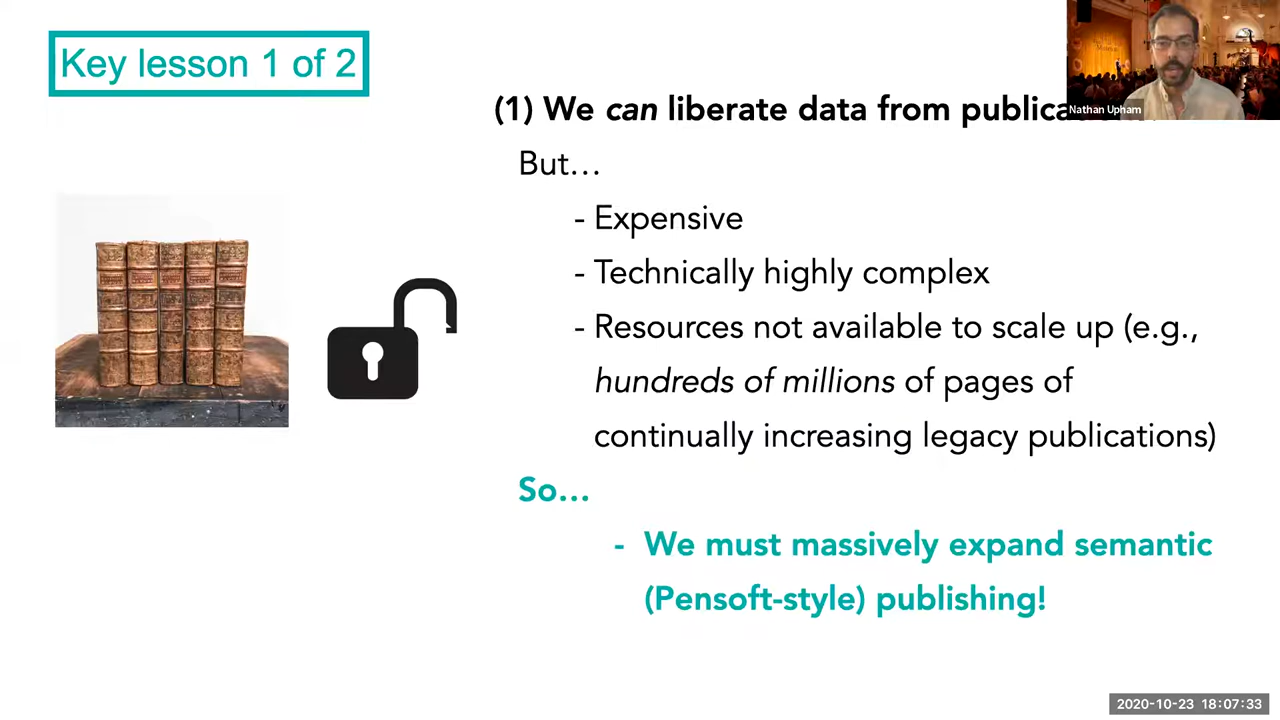 Key lesson 1 of 2
(1) We can liberate data from
But…
- Expensive
- Technically highly complex
- Resources not available to scale up (e.g.,
hundreds of millions of pages of
continually increasing legacy publications)
So…
- We must massively expand semantic
(Pensoft-style) publishing!
Nathan Upham
2020-10-23 18:07:33